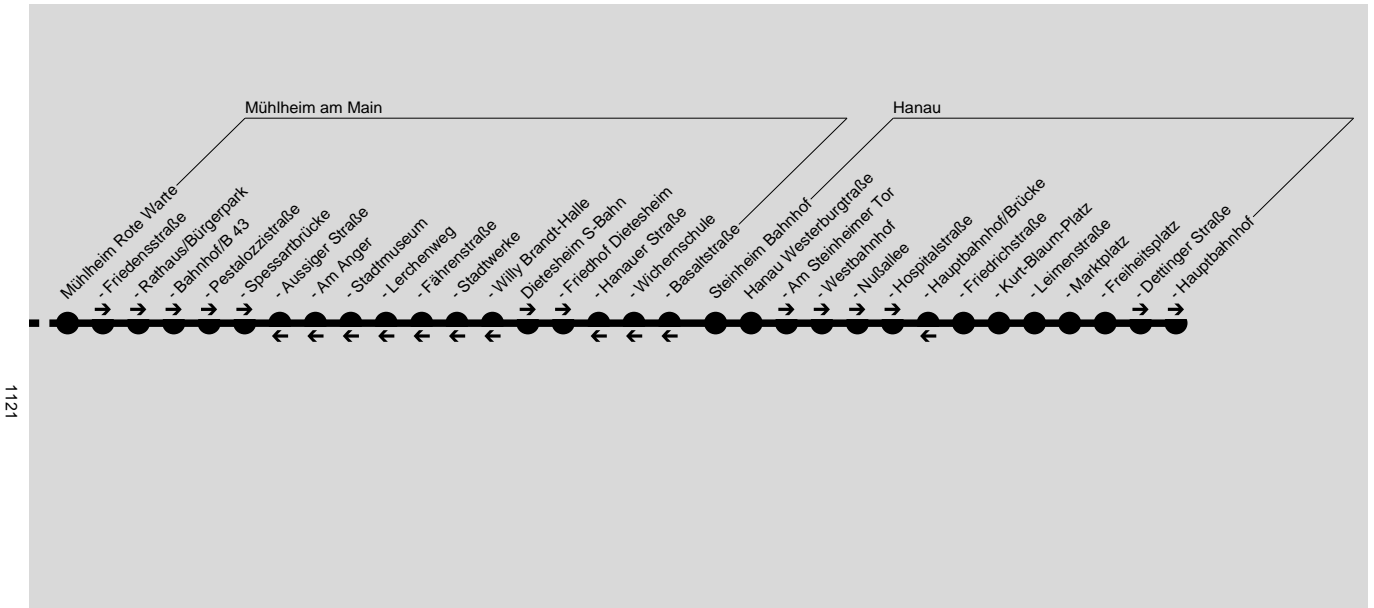 Mühlheim am Main
Hanau
Mühlheim Rote Warte
- Friedensstraße
- Rathaus/Bürgerpark
- Bahnhof/B 43
- Pestalozzistraße
- Spessartbrücke
- Aussiger Straße
- Am Anger
- Stadtmuseum
- Lerchenweg
- Fährenstraße
- Stadtwerke
- Willy Brandt-Halle
Dietesheim S-Bahn
- Friedhof Dietesheim
- Hanauer Straße
- Wichernschule
- Basaltstraße
Steinheim Bahnhof
Hanau Westerburgtraße
- Am Steinheimer Tor
- Westbahnhof
- Nußallee
- Hospitalstraße
- Hauptbahnhof/Brücke
- Friedrichstraße
- Kurt-Blaum-Platz
- Leimenstraße
- Marktplatz
- Freiheitsplatz
- Dettinger Straße
- Hauptbahnhof
1121